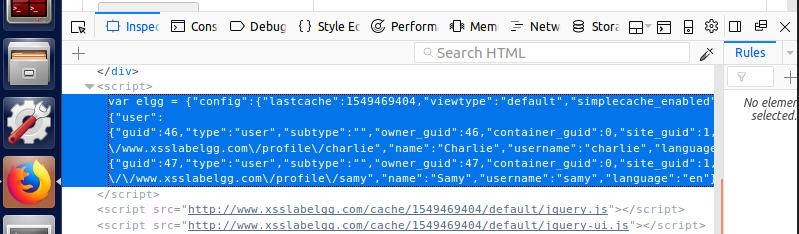 Inspec Cons Debug Style Ed Perfo Mem Netw Stora
Search HTML
Rules
No elemen
selected.
</div>
<script>
var elgg = {"config":{"lastcache":1549469404,"viewtype":"default","simplecache_enabled"
{"user":
{"guid":46,"type":"user","subtype":"","owner_guid":46,"container_guid":0,"site_guid":1,
\/www.xsslabelgg.com\/profile\/charlie","name":"Charlie","username":"charlie","language
{"guid":47,"type":"user","subtype":"","owner_guid":47,"container_guid":0,"site_guid":1,
\/\/www.xsslabelgg.com\/profile\/samy","name":"Samy","username":"samy","language":"en"}
</script>
<script src="http://www.xsslabelgg.com/cache/1549469404/default/jquery.js"></script>
<script src="http://www.xsslabelgg.com/cache/1549469404/default/jquery-ui.js"></script>